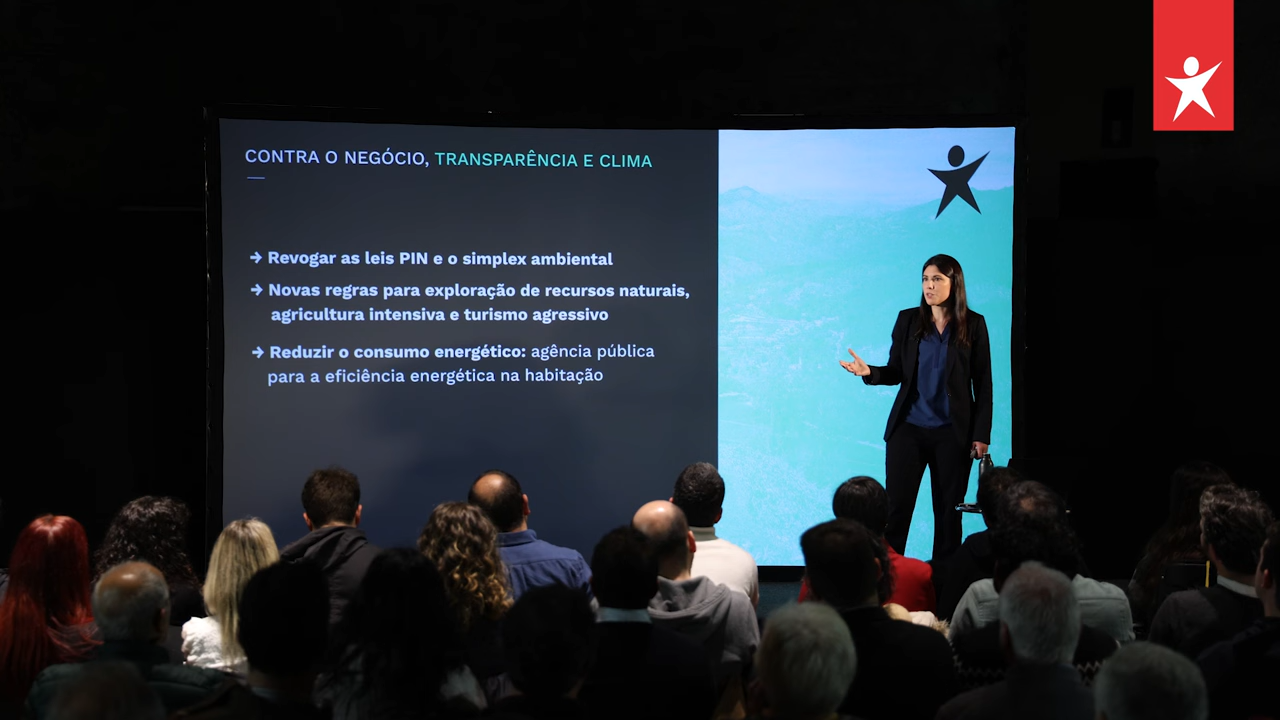 CONTRA O NEGÓCIO, TRANSPARÊNCIA E CLIMA
→ Revogar as leis PIN e o simplex ambiental
→ Novas regras para exploração de recursos naturais,
agricultura intensiva e turismo agressivo
→ Reduzir o consumo energético: agência pública
para a eficiência energética na habitação